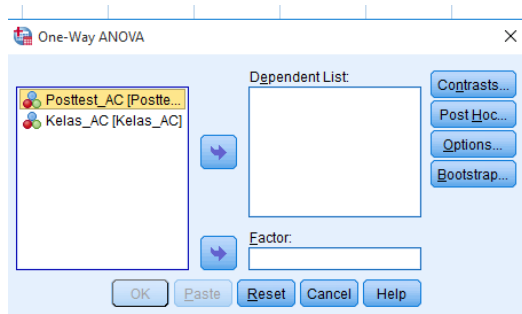 One-Way ANOVA
Posttest_AC [Postte...
Kelas_AC [Kelas_AC]
Dependent List:
Factor:
Contrasts...
Post Hoc...
Options...
Bootstrap...
OK Paste Reset Cancel Help